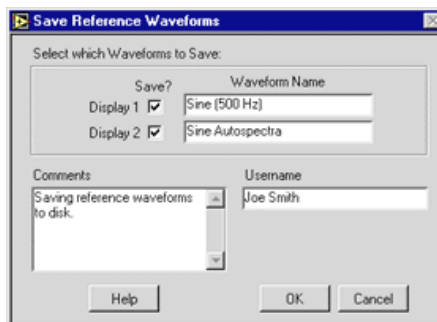 Save Reference Waveforms
Select which Waveforms to Save:
Save? Waveform Name
Display 1 Sine (500 Hz)
Display 2 Sine Autospectra
Comments
Saving reference waveforms
to disk.
Username
Joe Smith
Help OK Cancel